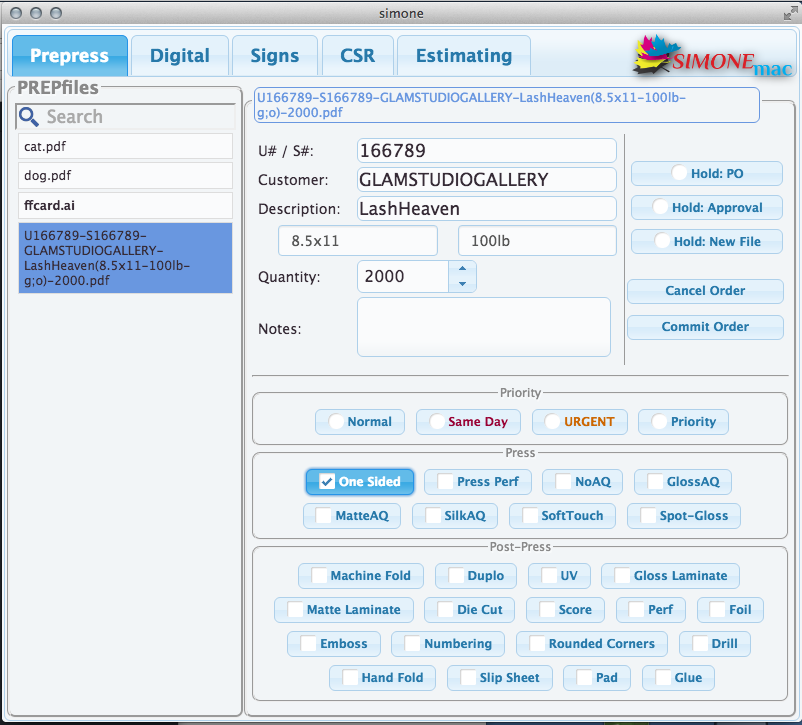 simone
Prepress Digital Signs CSR Estimating
SIMONE mac
PREPfiles
Search
cat.pdf
dog.pdf
ffcard.ai
U166789-S166789-
GLAMSTUDIOGALLERY-
LashHeaven(8.5x11-100lb-
g;o)-2000.pdf
U166789-S166789-GLAMSTUDIOGALLERY-LashHeaven(8.5x11-100lb-
g;o)-2000.pdf
U# / S#: 166789
Customer: GLAMSTUDIOGALLERY
Description: LashHeaven
8.5x11 100lb
Quantity: 2000
Notes:
Hold: PO
Hold: Approval
Hold: New File
Cancel Order
Commit Order
Priority
Normal Same Day URGENT Priority
Press
One Sided Press Perf NoAQ GlossAQ
MatteAQ SilkAQ SoftTouch Spot-Gloss
Post-Press
Machine Fold Duplo UV Gloss Laminate
Matte Laminate Die Cut Score Perf Foil
Emboss Numbering Rounded Corners Drill
Hand Fold Slip Sheet Pad Glue